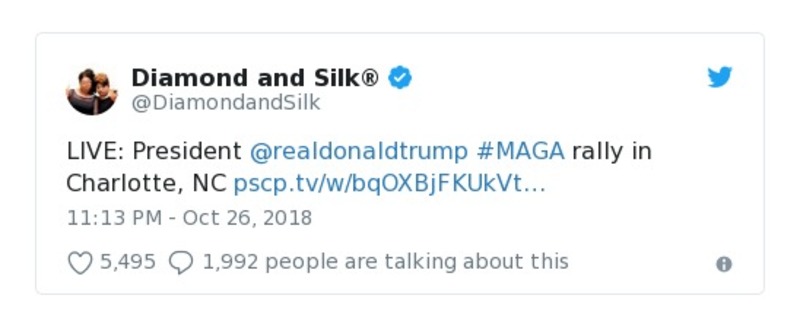 Diamond and Silk®
@DiamondandSilk
LIVE: President @realdonaldtrump #MAGA rally in
Charlotte, NC pscp.tv/w/bqOXBjFKUkVt…
11:13 PM - Oct 26, 2018
5,495 1,992 people are talking about this